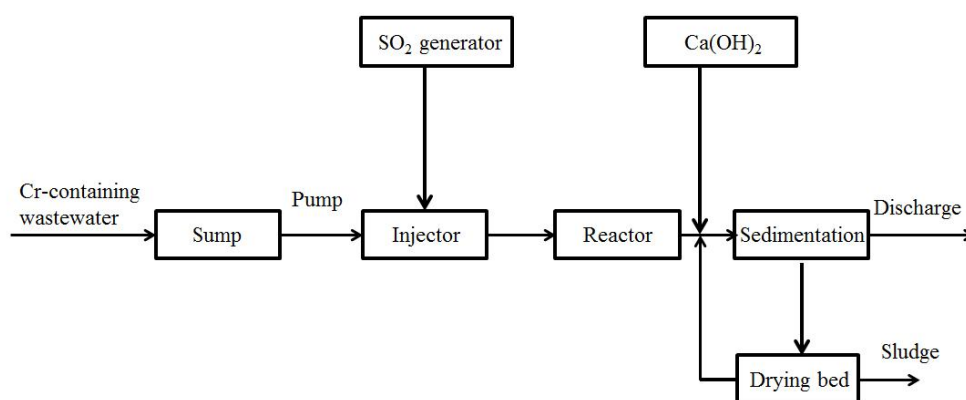 SO₂ generator
Ca(OH)₂
Cr-containing
wastewater
Pump
Discharge
Sump
Injector
Reactor
Sedimentation
Sludge
Drying bed